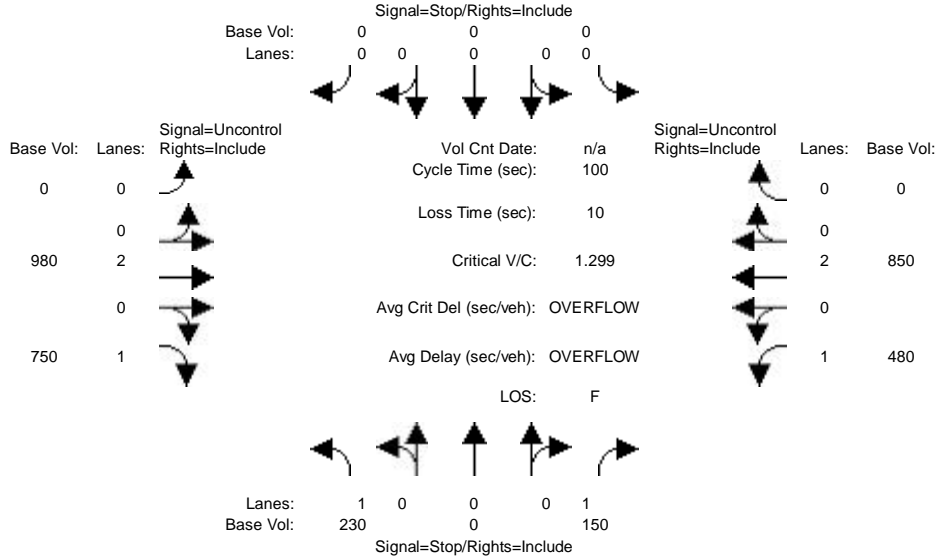 Signal=Stop/Rights=Include
Base Vol: 0 0 0
Lanes: 0 0 0 0 0
Signal=Uncontrol Signal=Uncontrol
Base Vol: Lanes: Rights=Include Vol Cnt Date: n/a Rights=Include Lanes: Base Vol:
Cycle Time (sec): 100
0 0 0 0
Loss Time (sec): 10
0 0
980 2 Critical V/C: 1.299 2 850
0 Avg Crit Del (sec/veh): OVERFLOW 0
750 1 Avg Delay (sec/veh): OVERFLOW 1 480
LOS: F
Lanes: 1 0 0 0 1
Base Vol: 230 0 150
Signal=Stop/Rights=Include